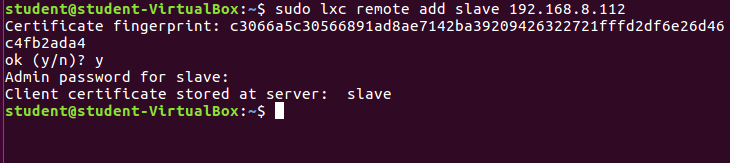 student@student-VirtualBox:~$ sudo lxc remote add slave 192.168.8.112
Certificate fingerprint: c3066a5c30566891ad8ae7142ba39209426322721fffd2df6e26d46
c4fb2ada4
ok (y/n)? y
Admin password for slave:
Client certificate stored at server:  slave
student@student-VirtualBox:~$